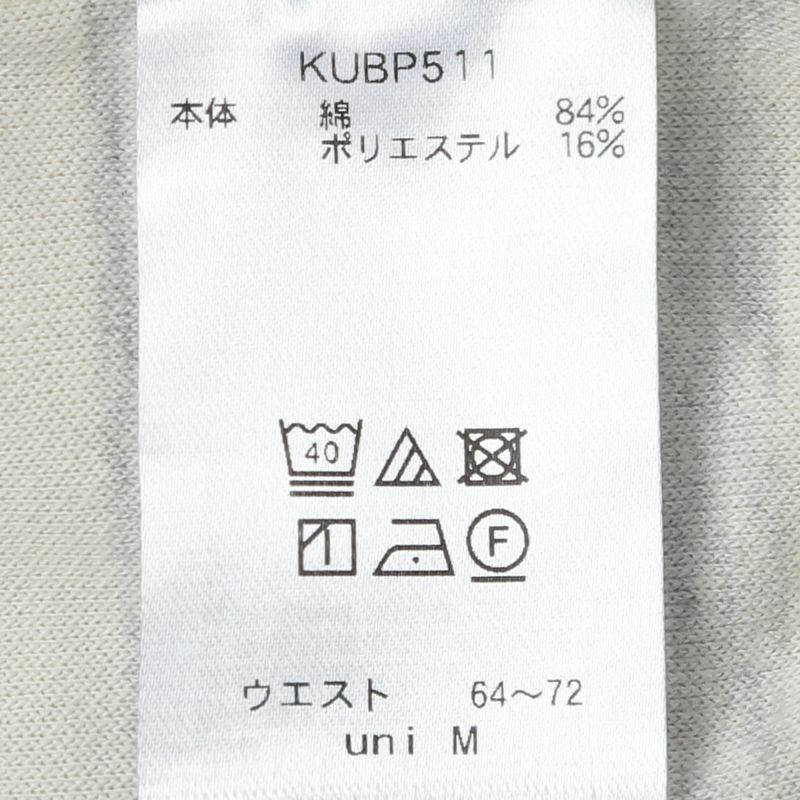 KUBP511
本体 綿 84%
ポリエステル 16%
40
F
ウエスト 64～72
uni M